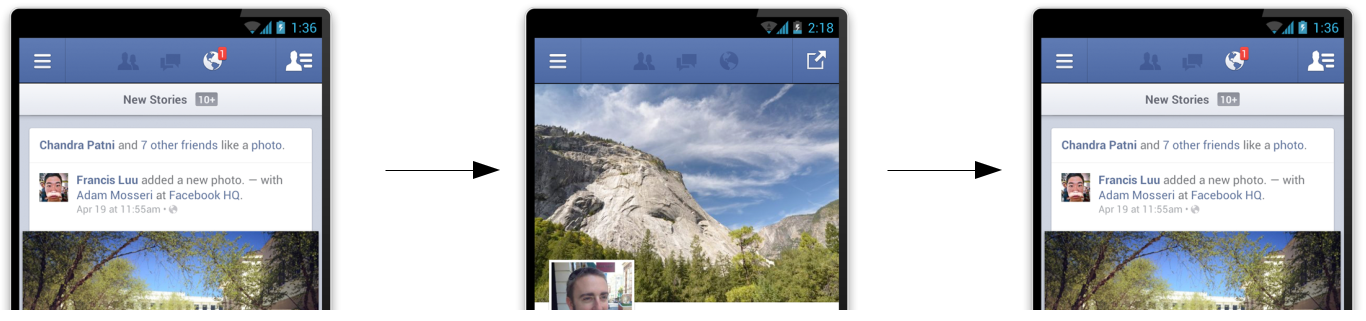 1:36
1
New Stories 10+
Chandra Patni and 7 other friends like a photo.
Francis Luu added a new photo. — with
Adam Mosseri at Facebook HQ.
Apr 19 at 11:55am •
2:18
1:36
1
New Stories 10+
Chandra Patni and 7 other friends like a photo.
Francis Luu added a new photo. — with
Adam Mosseri at Facebook HQ.
Apr 19 at 11:55am •